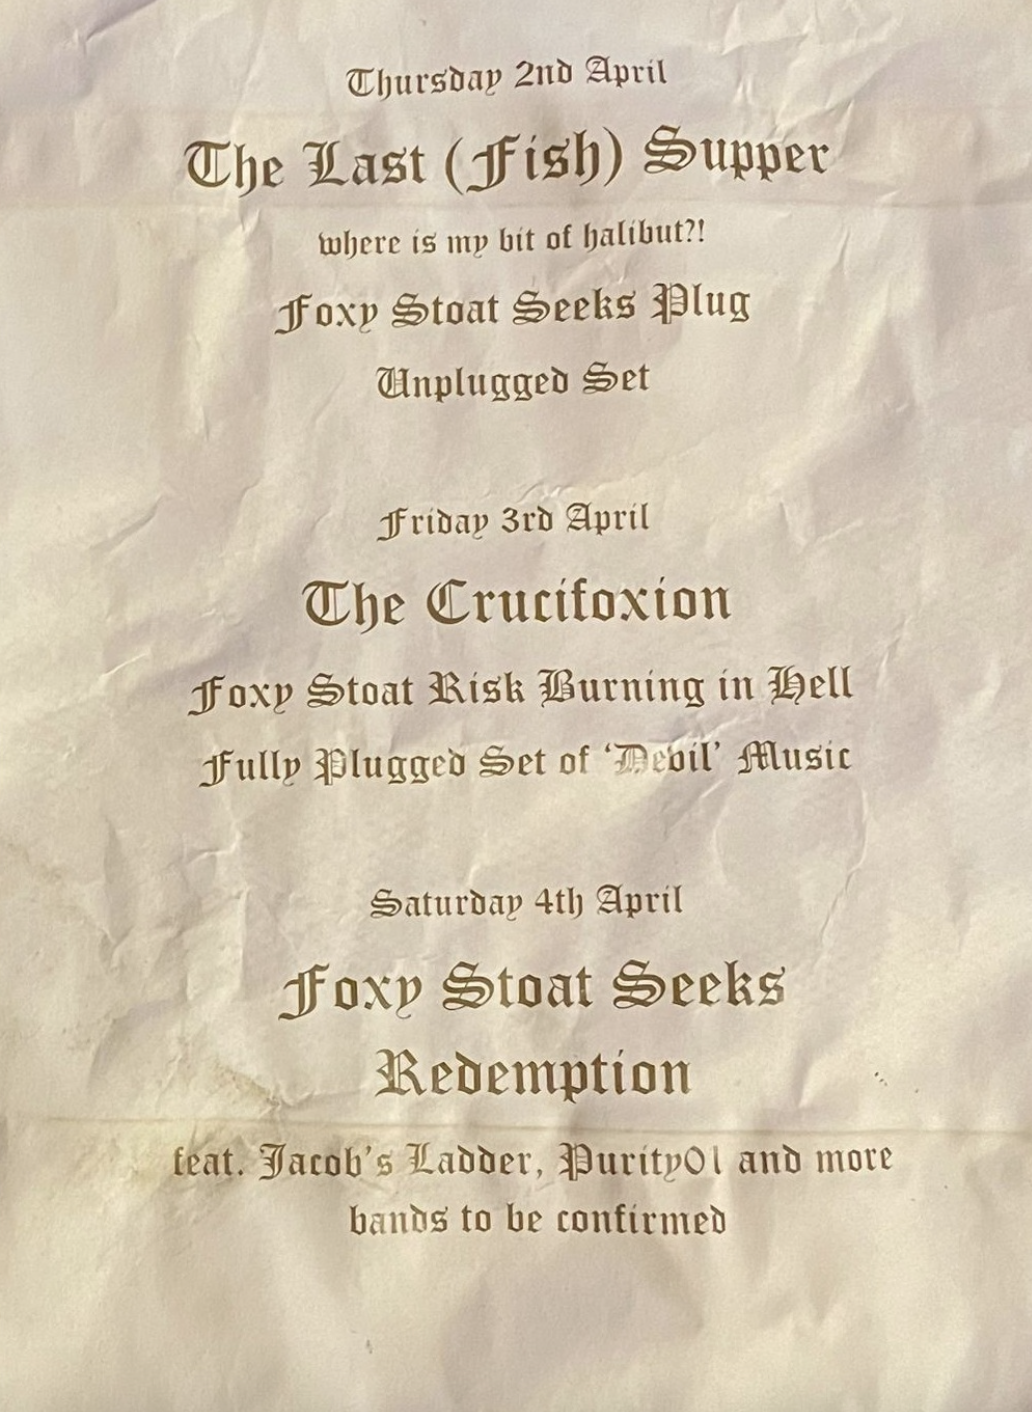 Thursday 2nd April
The Last (Fish) Supper
where is my bit of halibut?!
Foxy Stoat Seeks Plug
Unplugged Set
Friday 3rd April
The Crucifoxion
Foxy Stoat Risk Burning in Hell
Fully Plugged Set of ‘Devil’ Music
Saturday 4th April
Foxy Stoat Seeks
Redemption
feat. Jacob’s Ladder, Purity01 and more
bands to be confirmed